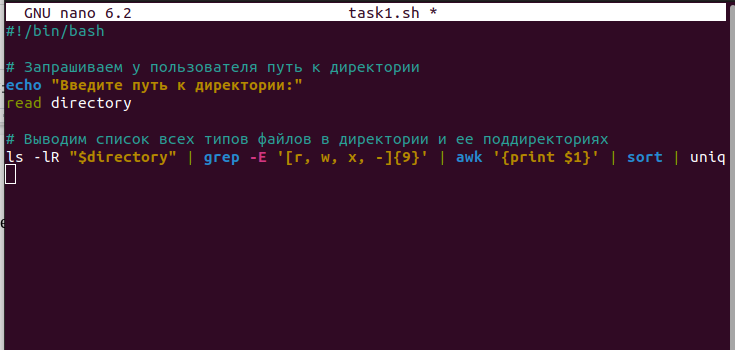 GNU nano 6.2 task1.sh *
#!/bin/bash
# Запрашиваем у пользователя путь к директории
echo "Введите путь к директории:"
read directory
# Выводим список всех типов файлов в директории и ее поддиректориях
ls -lR "$directory" | grep -E '[r, w, x, -]{9}' | awk '{print $1}' | sort | uniq